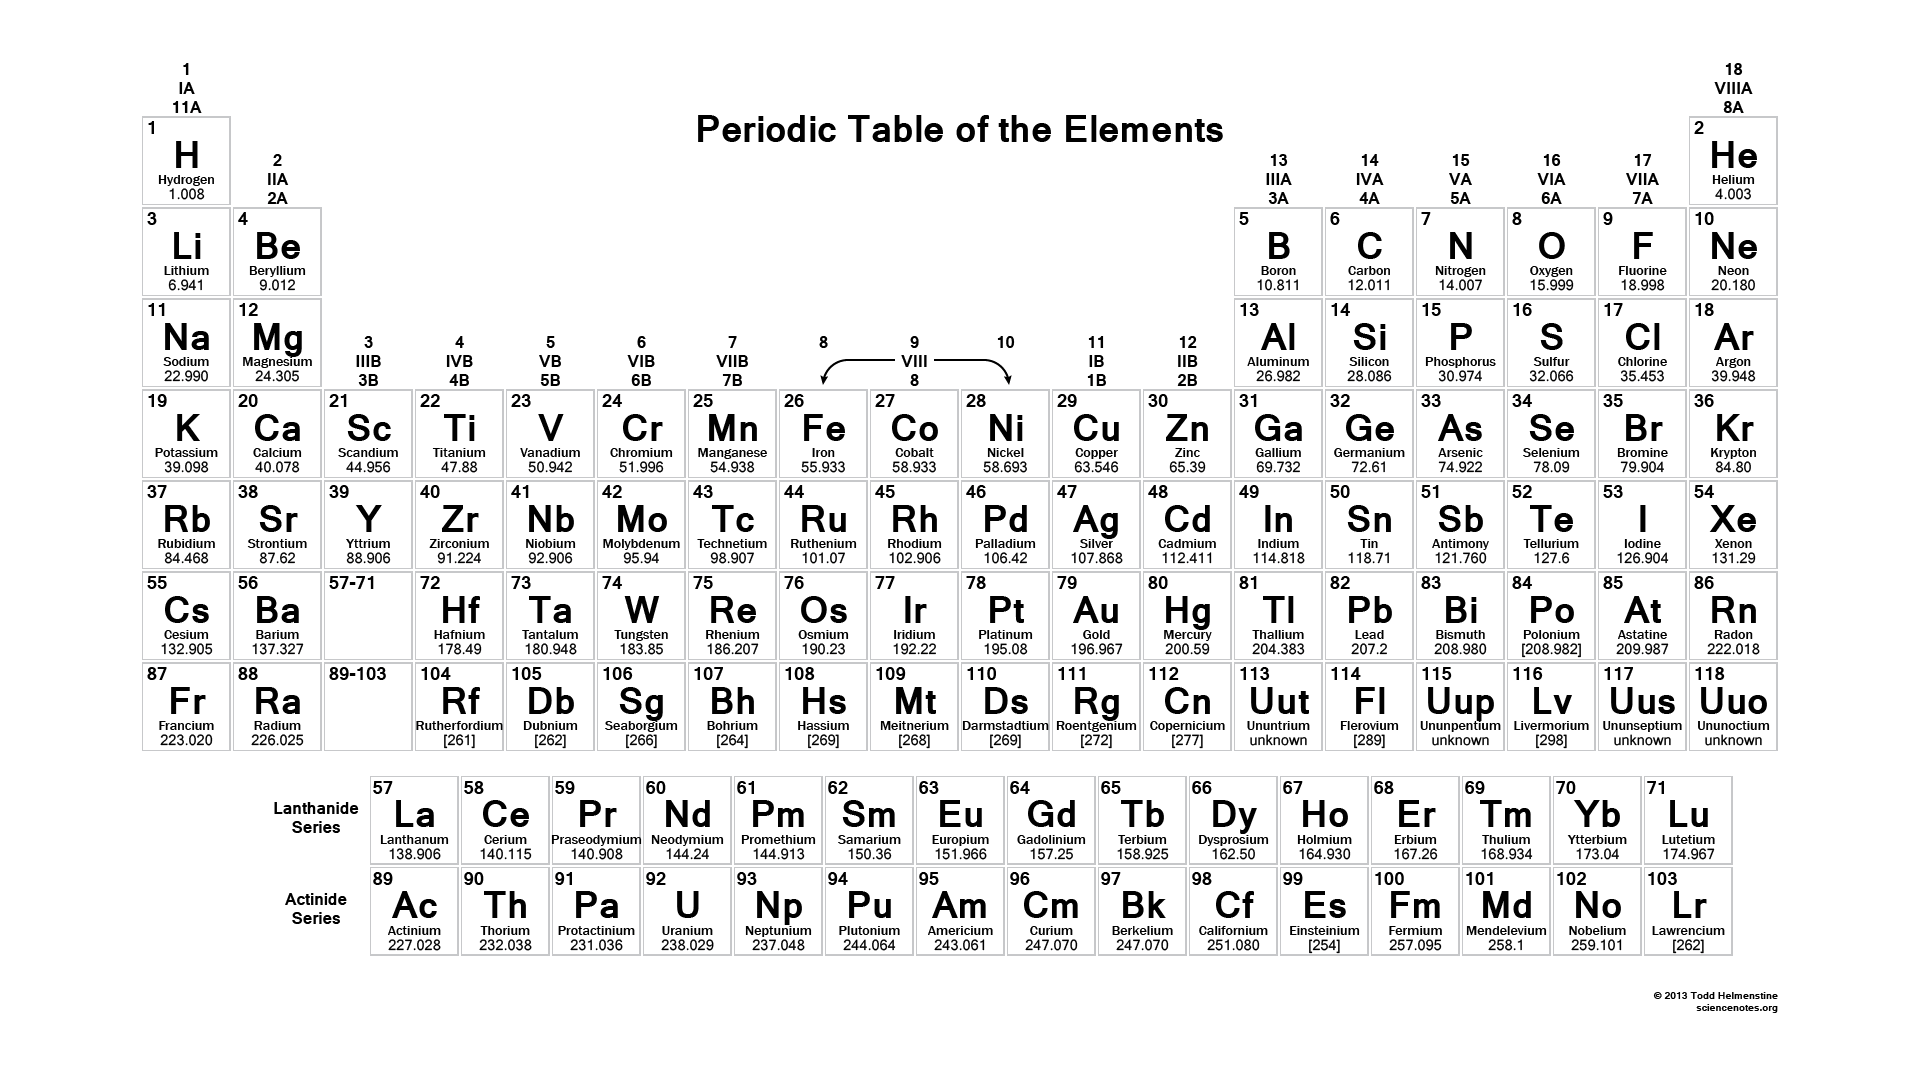 1
IA
11A
18
VIIIA
8A
Periodic Table of the Elements
1
H
Hydrogen
1.008
2
IIA
2A
13
IIIA
3A
14
IVA
4A
15
VA
5A
16
VIA
6A
17
VIIA
7A
2
He
Helium
4.003
3
Li
Lithium
6.941
4
Be
Beryllium
9.012
5
B
Boron
10.811
6
C
Carbon
12.011
7
N
Nitrogen
14.007
8
O
Oxygen
15.999
9
F
Fluorine
18.998
10
Ne
Neon
20.180
11
Na
Sodium
22.990
12
Mg
Magnesium
24.305
3
IIIB
3B
4
IVB
4B
5
VB
5B
6
VIB
6B
7
VIIB
7B
8
9
10
VIII
8
11
IB
1B
12
IIB
2B
13
Al
Aluminum
26.982
14
Si
Silicon
28.086
15
P
Phosphorus
30.974
16
S
Sulfur
32.066
17
Cl
Chlorine
35.453
18
Ar
Argon
39.948
19
K
Potassium
39.098
20
Ca
Calcium
40.078
21
Sc
Scandium
44.956
22
Ti
Titanium
47.88
23
V
Vanadium
50.942
24
Cr
Chromium
51.996
25
Mn
Manganese
54.938
26
Fe
Iron
55.933
27
Co
Cobalt
58.933
28
Ni
Nickel
58.693
29
Cu
Copper
63.546
30
Zn
Zinc
65.39
31
Ga
Gallium
69.732
32
Ge
Germanium
72.61
33
As
Arsenic
74.922
34
Se
Selenium
78.09
35
Br
Bromine
79.904
36
Kr
Krypton
84.80
37
Rb
Rubidium
84.468
38
Sr
Strontium
87.62
39
Y
Yttrium
88.906
40
Zr
Zirconium
91.224
41
Nb
Niobium
92.906
42
Mo
Molybdenum
95.94
43
Tc
Technetium
98.907
44
Ru
Ruthenium
101.07
45
Rh
Rhodium
102.906
46
Pd
Palladium
106.42
47
Ag
Silver
107.868
48
Cd
Cadmium
112.411
49
In
Indium
114.818
50
Sn
Tin
118.71
51
Sb
Antimony
121.760
52
Te
Tellurium
127.6
53
I
Iodine
126.904
54
Xe
Xenon
131.29
55
Cs
Cesium
132.905
56
Ba
Barium
137.327
57-71
72
Hf
Hafnium
178.49
73
Ta
Tantalum
180.948
74
W
Tungsten
183.85
75
Re
Rhenium
186.207
76
Os
Osmium
190.23
77
Ir
Iridium
192.22
78
Pt
Platinum
195.08
79
Au
Gold
196.967
80
Hg
Mercury
200.59
81
Tl
Thallium
204.383
82
Pb
Lead
207.2
83
Bi
Bismuth
208.980
84
Po
Polonium
[208.982]
85
At
Astatine
209.987
86
Rn
Radon
222.018
87
Fr
Francium
223.020
88
Ra
Radium
226.025
89-103
104
Rf
Rutherfordium
[261]
105
Db
Dubnium
[262]
106
Sg
Seaborgium
[266]
107
Bh
Bohrium
[264]
108
Hs
Hassium
[269]
109
Mt
Meitnerium
[268]
110
Ds
Darmstadtium
[269]
111
Rg
Roentgenium
[272]
112
Cn
Copernicium
[277]
113
Uut
Ununtrium
unknown
114
Fl
Flerovium
[289]
115
Uup
Ununpentium
unknown
116
Lv
Livermorium
[298]
117
Uus
Ununseptium
unknown
118
Uuo
Ununoctium
unknown
Lanthanide
Series
57
La
Lanthanum
138.906
58
Ce
Cerium
140.115
59
Pr
Praseodymium
140.908
60
Nd
Neodymium
144.24
61
Pm
Promethium
144.913
62
Sm
Samarium
150.36
63
Eu
Europium
151.966
64
Gd
Gadolinium
157.25
65
Tb
Terbium
158.925
66
Dy
Dysprosium
162.50
67
Ho
Holmium
164.930
68
Er
Erbium
167.26
69
Tm
Thulium
168.934
70
Yb
Ytterbium
173.04
71
Lu
Lutetium
174.967
Actinide
Series
89
Ac
Actinium
227.028
90
Th
Thorium
232.038
91
Pa
Protactinium
231.036
92
U
Uranium
238.029
93
Np
Neptunium
237.048
94
Pu
Plutonium
244.064
95
Am
Americium
243.061
96
Cm
Curium
247.070
97
Bk
Berkelium
247.070
98
Cf
Californium
251.080
99
Es
Einsteinium
[254]
100
Fm
Fermium
257.095
101
Md
Mendelevium
258.1
102
No
Nobelium
259.101
103
Lr
Lawrencium
[262]
© 2013 Todd Helmenstine
sciencenotes.org